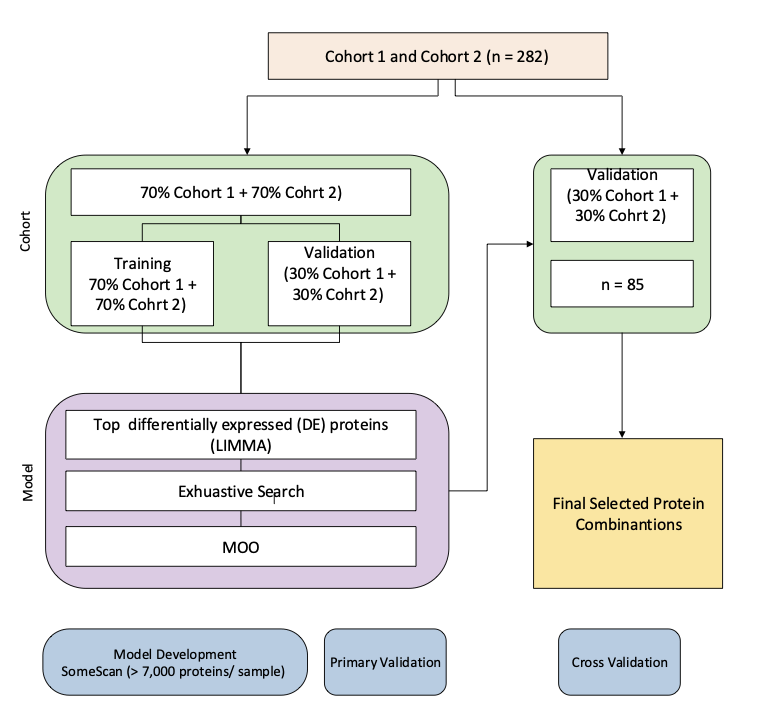 Cohort 1 and Cohort 2 (n = 282)
Cohort
70% Cohort 1 + 70% Cohrt 2)
Training
70% Cohort 1 +
70% Cohrt 2)
Validation
(30% Cohort 1 +
30% Cohrt 2)
Validation
(30% Cohort 1 +
30% Cohrt 2)
n = 85
Model
Top differentially expressed (DE) proteins
(LIMMA)
Exhuastive Search
MOO
Final Selected Protein
Combinantions
Model Development
SomeScan (> 7,000 proteins/ sample)
Primary Validation
Cross Validation